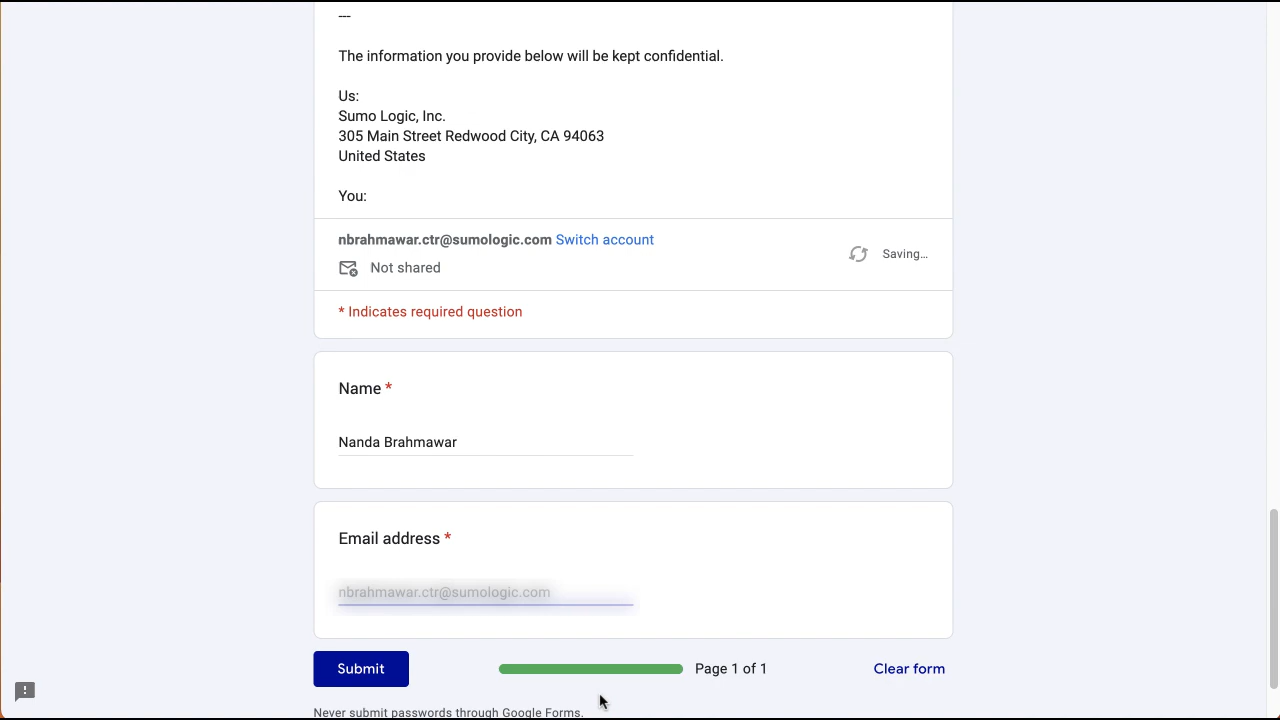 ---
The information you provide below will be kept confidential.
Us:
Sumo Logic, Inc.
305 Main Street Redwood City, CA 94063
United States
You:
nbrahmawar.ctr@sumologic.com Switch account
Saving...
Not shared
* Indicates required question
Name *
Nanda Brahmawar
Email address *
nbrahmawar.ctr@sumologic.com
Submit
Page 1 of 1
Clear form
Never submit passwords through Google Forms.